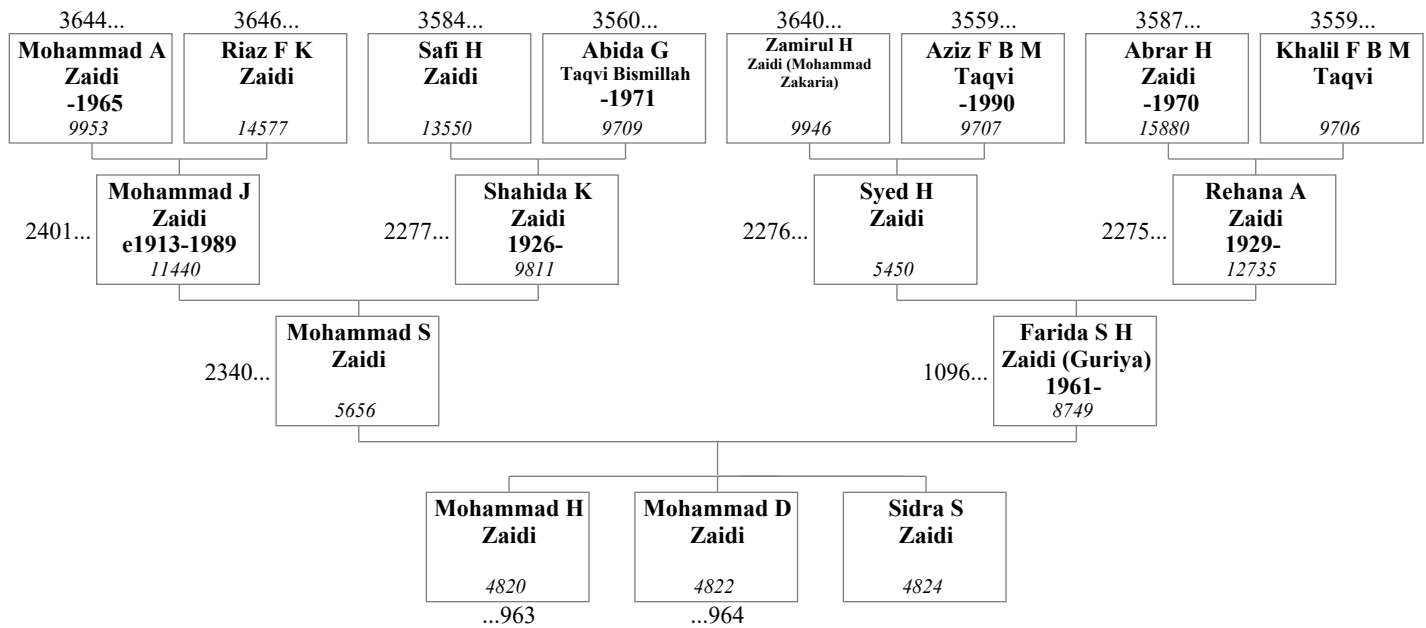 3644...
3646...
3584...
3560...
3640...
3559...
3587...
3559...
Mohammad A
Zaidi
-1965
9953
Riaz F K
Zaidi
14577
Safi H
Zaidi
13550
Abida G
Taqvi Bismillah
-1971
9709
Zamirul H
Zaidi (Mohammad
Zakaria)
9946
Aziz F B M
Taqvi
-1990
9707
Abrar H
Zaidi
-1970
15880
Khalil F B M
Taqvi
9706
2401...
Mohammad J
Zaidi
e1913-1989
11440
2277...
Shahida K
Zaidi
1926-
9811
2276...
Syed H
Zaidi
5450
2275...
Rehana A
Zaidi
1929-
12735
2340...
Mohammad S
Zaidi
5656
1096...
Farida S H
Zaidi (Guriya)
1961-
8749
Mohammad H
Zaidi
4820
...963
Mohammad D
Zaidi
4822
...964
Sidra S
Zaidi
4824